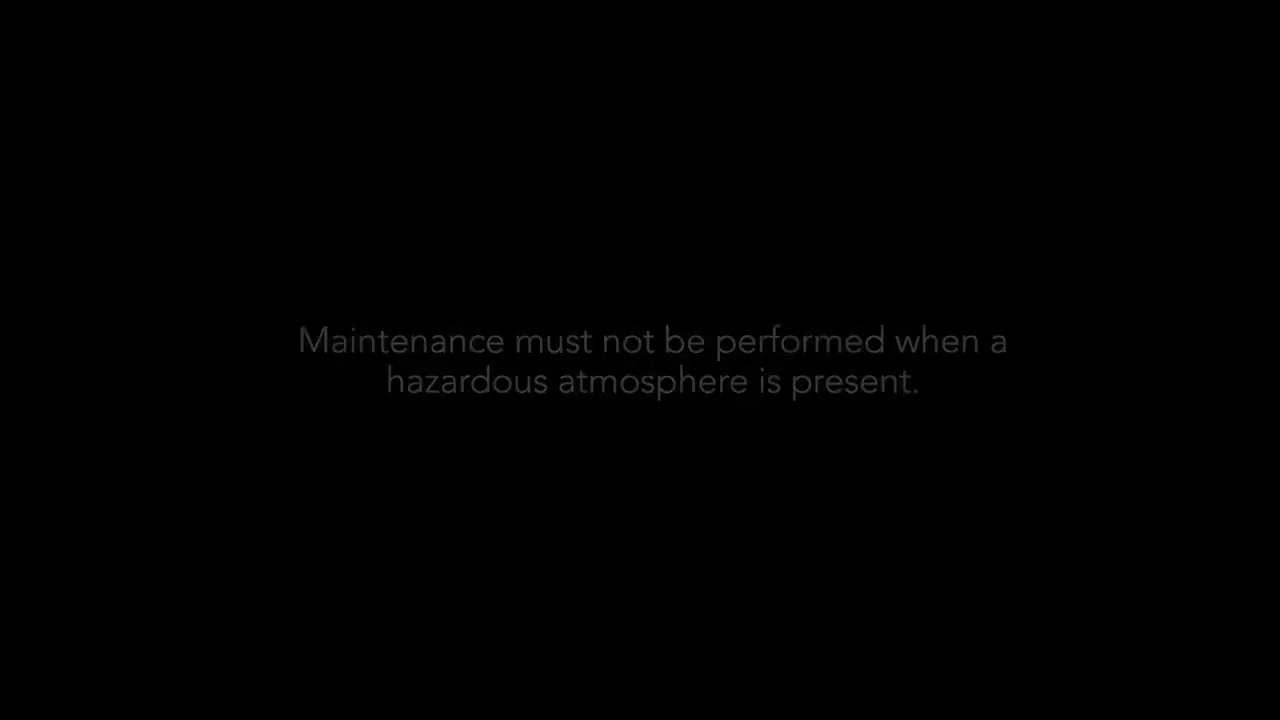 Maintenance must not be performed when a
hazardous atmosphere is present.